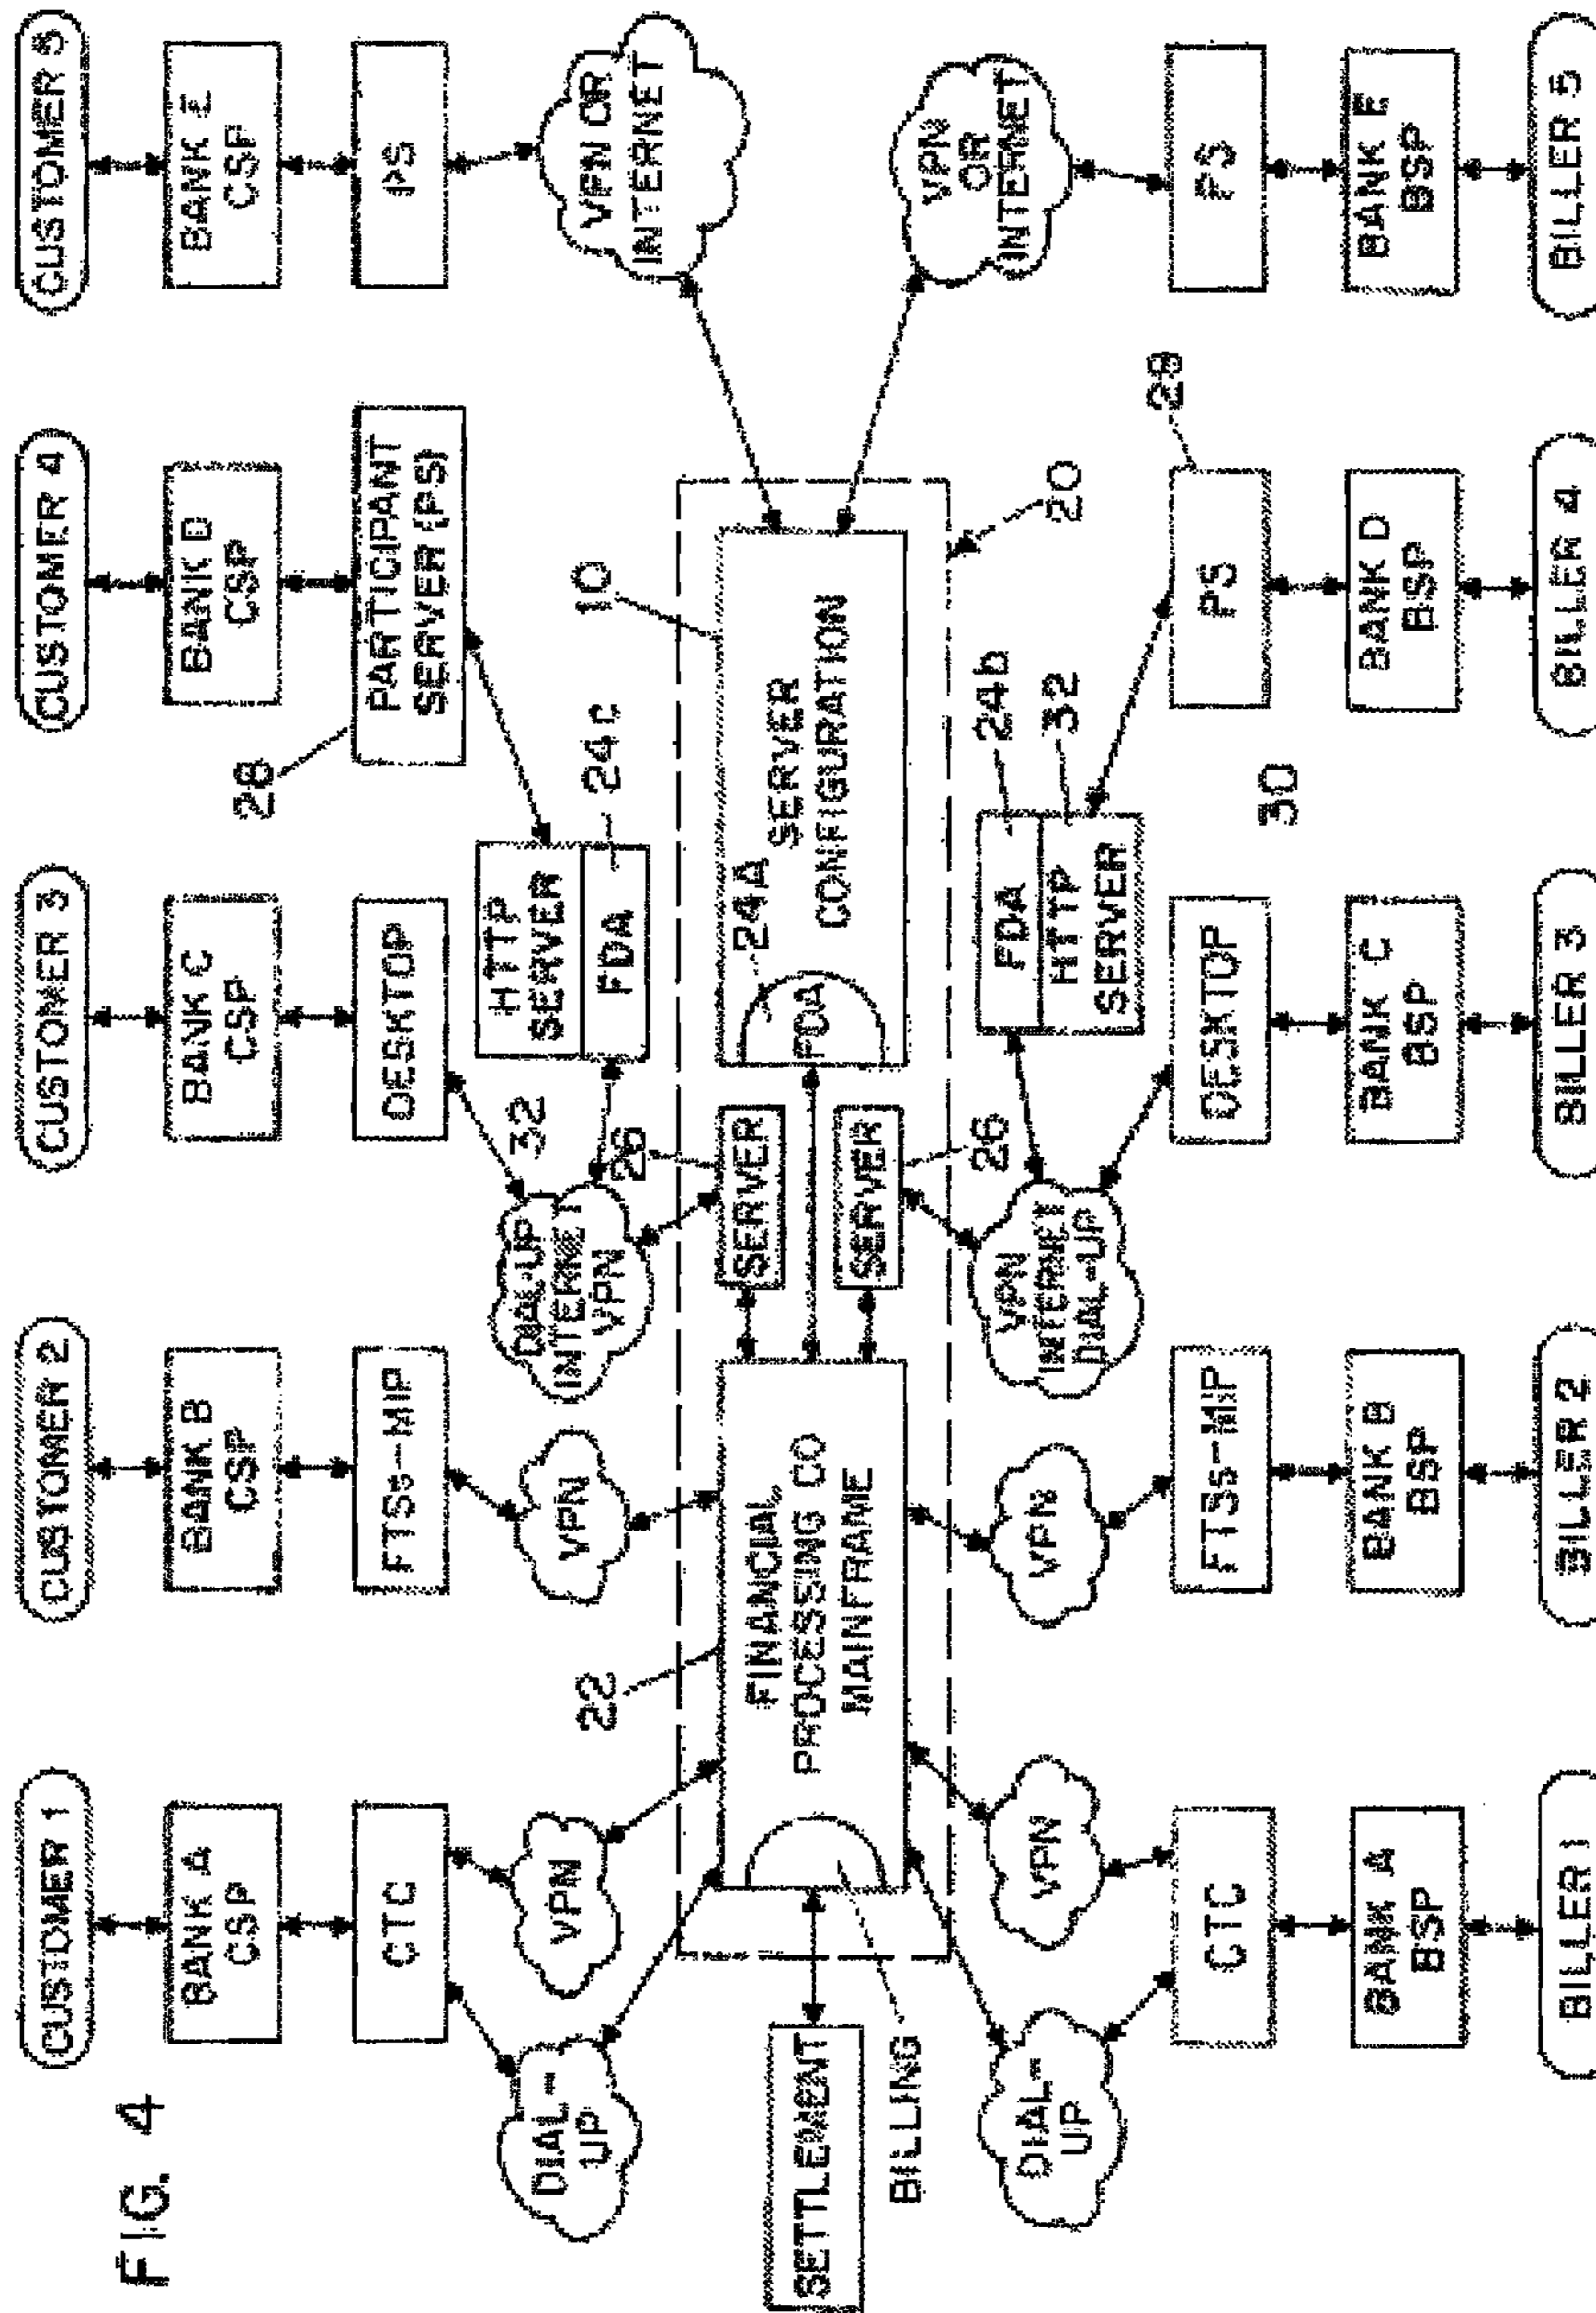 FIG. 4
CUSTOMER 1
CUSTOMER 2
CUSTOMER 3
CUSTOMER 4
CUSTOMER 5
BANK A
CSP
BANK B
CSP
BANK C
CSP
BANK D
CSP
BANK E
CSP
CTC
FTSs-MIP
DESKTOP
28
PARTICIPANT
SERVER (PS)
PS
DIAL-
UP
VPN
VPN
DIAL-UP
INTERNET
VPN
32
HTTP
SERVER
FDA
24c
VPN OR
INTERNET
22
26
10
SETTLEMENT
BILLING
FINANCIAL
PROCESSING CO
MAINFRAME
SERVER
SERVER
FDA
24A
SERVER
CONFIGURATION
26
20
DIAL-
UP
VPN
VPN
VPN
INTERNET
DIAL-UP
FDA
HTTP
SERVER
24b
32
VPN
OR
INTERNET
30
28
CTC
FTSs-MIP
DESKTOP
PS
PS
BANK A
BSP
BANK B
BSP
BANK C
BSP
BANK D
BSP
BANK E
BSP
BILLER 1
BILLER 2
BILLER 3
BILLER 4
BILLER 5